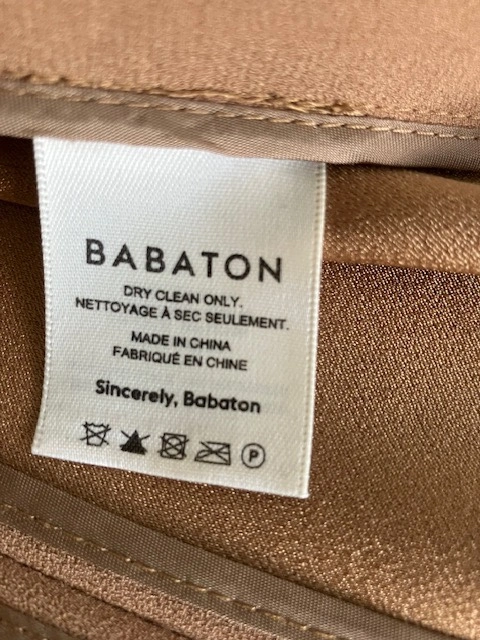 BABATON
DRY CLEAN ONLY.
NETTOYAGE À SEC SEULEMENT.
MADE IN CHINA
FABRIQUÉ EN CHINE
Sincerely, Babaton
P